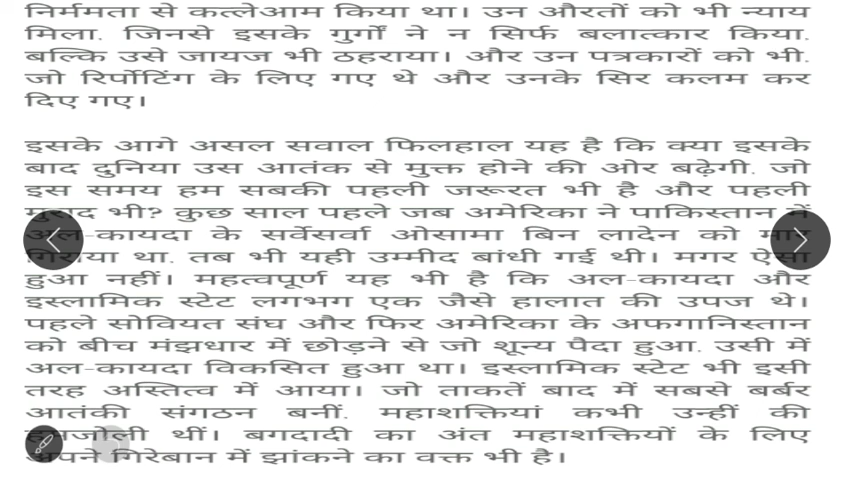 निर्ममता से कत्लेआम किया था। उन औरतों को भी न्याय
मिला. जिनसे इसके गुर्गों ने न सिर्फ बलात्कार किया.
बल्कि उसे जायज भी ठहराया। और उन पत्रकारों को भी.
जो रिर्पोटिंग के लिए गए थे और उनके सिर कलम कर
दिए गए।
इसके आगे असल सवाल फिलहाल यह है कि क्या इसके
बाद दुनिया उस आतंक से मुक्त होने की ओर बढ़ेगी. जो
इस समय हम सबकी पहली जरूरत भी है और पहली
मुराद भी? कुछ साल पहले जब अमेरिका ने पाकिस्तान में
अल-कायदा के सर्वेसर्वा ओसामा बिन लादेन को मार
गिराया था. तब भी यही उम्मीद बांधी गई थी। मगर ऐसा
हुआ नहीं। महत्वपूर्ण यह भी है कि अल-कायदा और
इस्लामिक स्टेट लगभग एक जैसे हालात की उपज थे।
पहले सोवियत संघ और फिर अमेरिका के अफगानिस्तान
को बीच मंझधार में छोड़ने से जो शून्य पैदा हुआ. उसी में
अल-कायदा विकसित हुआ था। इस्लामिक स्टेट भी इसी
तरह अस्तित्व में आया। जो ताकतें बाद में सबसे बर्बर
आतंकी संगठन बनीं. महाशक्तियां कभी उन्हीं की
हमजोली थीं। बगदादी का अंत महाशक्तियों के लिए
अपने गिरेबान में झांकने का वक्त भी है।